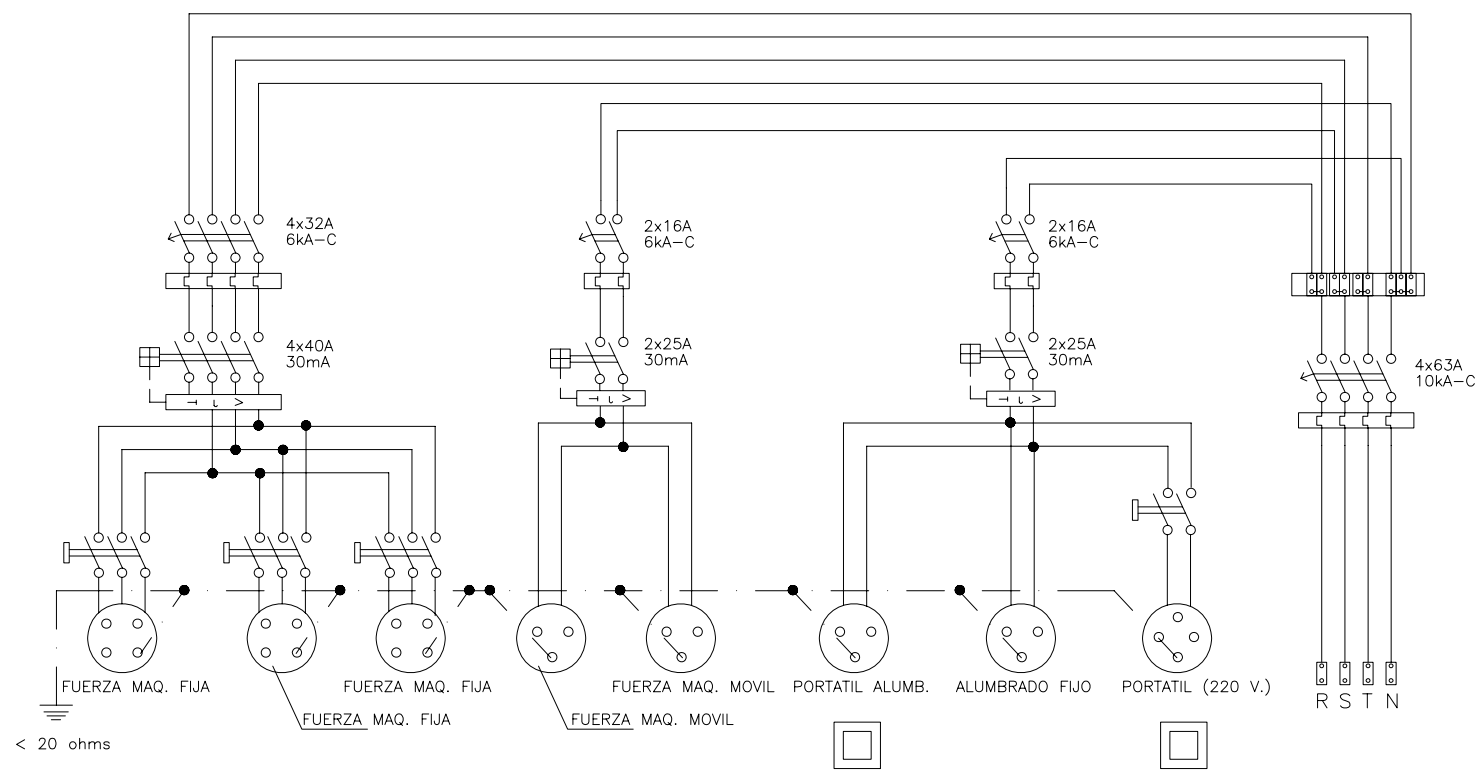 4x32A
6kA-C
2x16A
6kA-C
2x16A
6kA-C
4x40A
30mA
2x25A
30mA
2x25A
30mA
4x63A
10kA-C
FUERZA MAQ. FIJA
FUERZA MAQ. FIJA
FUERZA MAQ. MOVIL
PORTATIL ALUMB.
ALUMBRADO FIJO
PORTATIL (220 V.)
R S T N
FUERZA MAQ. FIJA
FUERZA MAQ. MOVIL
< 20 ohms